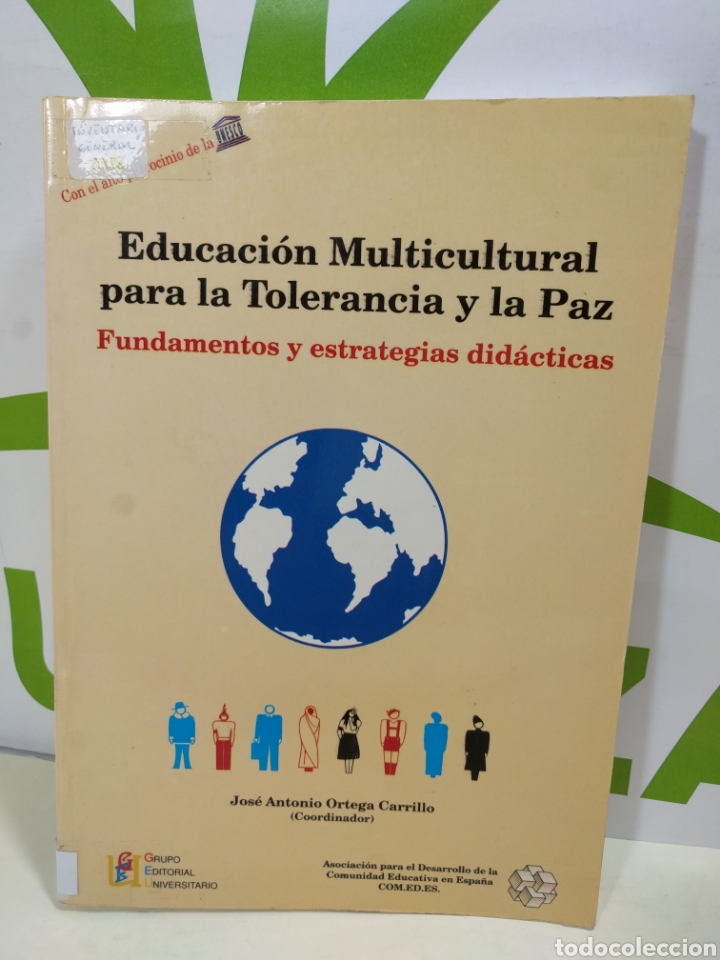 INVENTARIO
GENERAL
Con el alto patrocinio de la UNESCO
Educación Multicultural
para la Tolerancia y la Paz
Fundamentos y estrategias didácticas
José Antonio Ortega Carrillo
(Coordinador)
GRUPO
EDITORIAL
UNIVERSITARIO
Asociación para el Desarrollo de la
Comunidad Educativa en España
COM.ED.ES.
todocoleccion